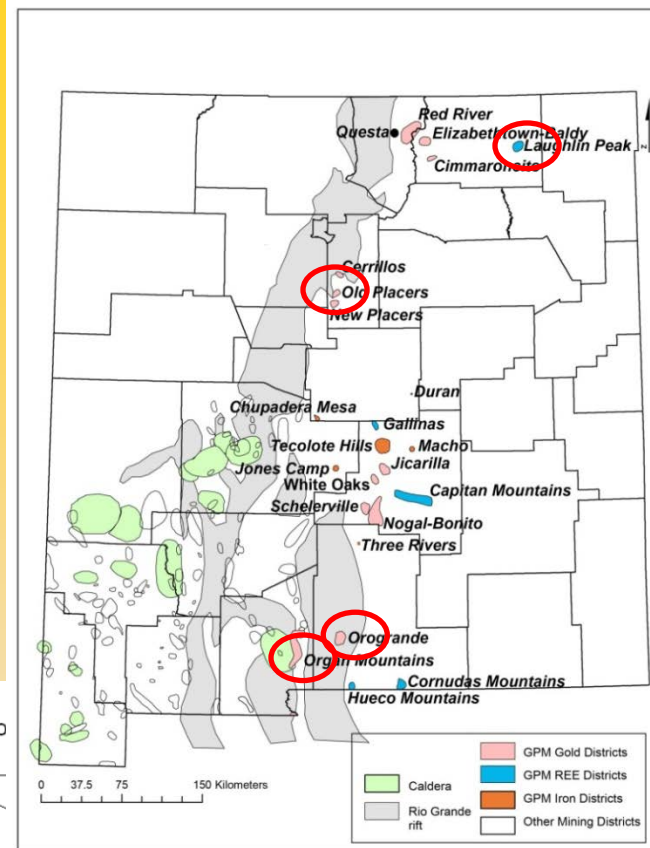 Red River
Questa
Elizabethtown-Baldy
Laughlin Peak
Cimmaroncito
z
Cerrillos
Old Placers
New Placers
Duran
Chupadera Mesa
Gallinas
Tecolote Hills
Macho
Jones Camp
Jicarilla
White Oaks
Capitan Mountains
Schelerville
Nogal-Bonito
Three Rivers
Orogrande
Organ Mountains
Cornudas Mountains
Hueco Mountains
0 37.5 75 150 Kilometers
Caldera
Rio Grande
rift
GPM Gold Districts
GPM REE Districts
GPM Iron Districts
Other Mining Districts